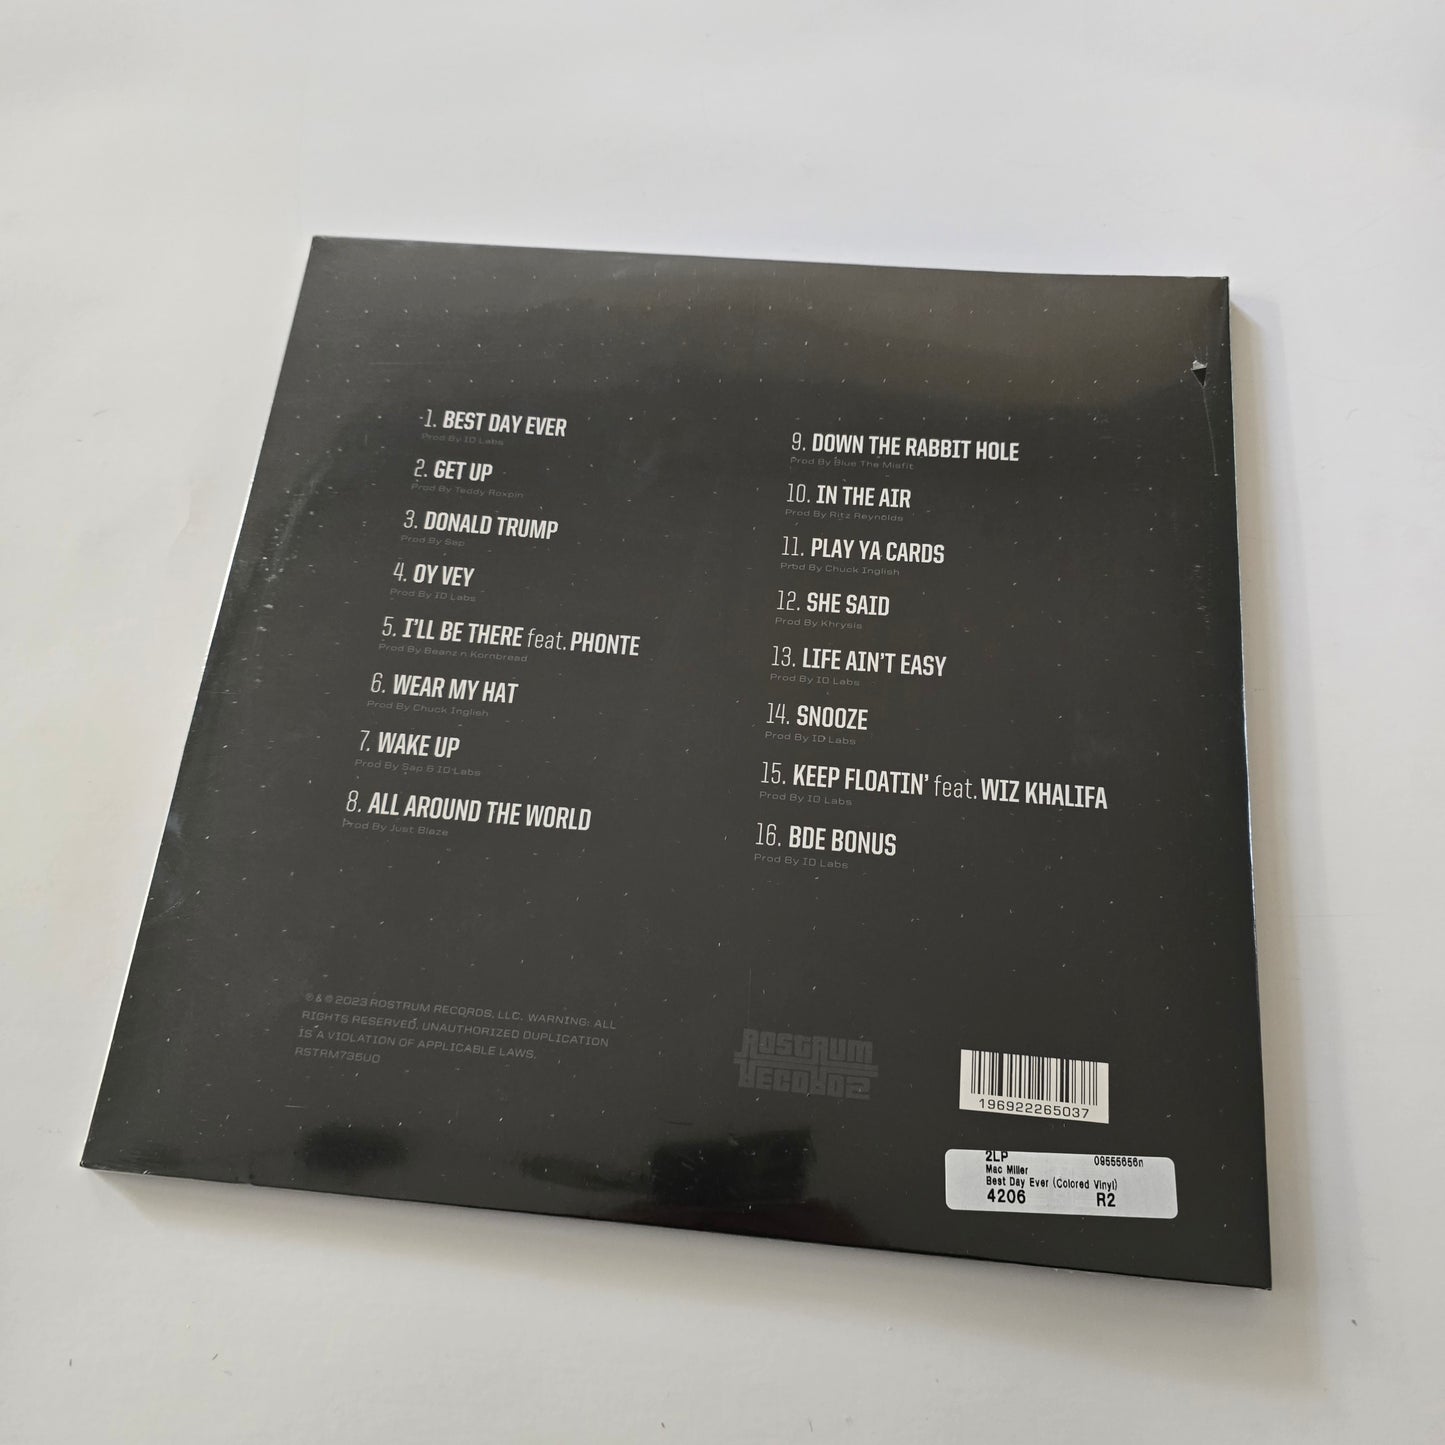 1. BEST DAY EVER
Prod By ID Labs
2. GET UP
Prod By Teddy Roxpin
3. DONALD TRUMP
Prod By Sap
4. OY VEY
Prod By ID Labs
5. I'LL BE THERE feat. PHONTE
Prod By Beanz n Kornbread
6. WEAR MY HAT
Prod By Chuck Inglish
7. WAKE UP
Prod By Sap & ID Labs
8. ALL AROUND THE WORLD
Prod By Just Blaze
9. DOWN THE RABBIT HOLE
Prod By Blue The Misfit
10. IN THE AIR
Prod By Ritz Reynolds
11. PLAY YA CARDS
Prod By Chuck Inglish
12. SHE SAID
Prod By Khrysis
13. LIFE AIN'T EASY
Prod By ID Labs
14. SNOOZE
Prod By ID Labs
15. KEEP FLOATIN' feat. WIZ KHALIFA
Prod By ID Labs
16. BDE BONUS
Prod By ID Labs
℗ & © 2023 ROSTRUM RECORDS, LLC. WARNING: ALL
RIGHTS RESERVED. UNAUTHORIZED DUPLICATION
IS A VIOLATION OF APPLICABLE LAWS.
RSTRM735UO
ROSTRUM
RECORDS
196922265037
2LP 09555656n
Mac Miller
Best Day Ever (Colored Vinyl)
4206 R2